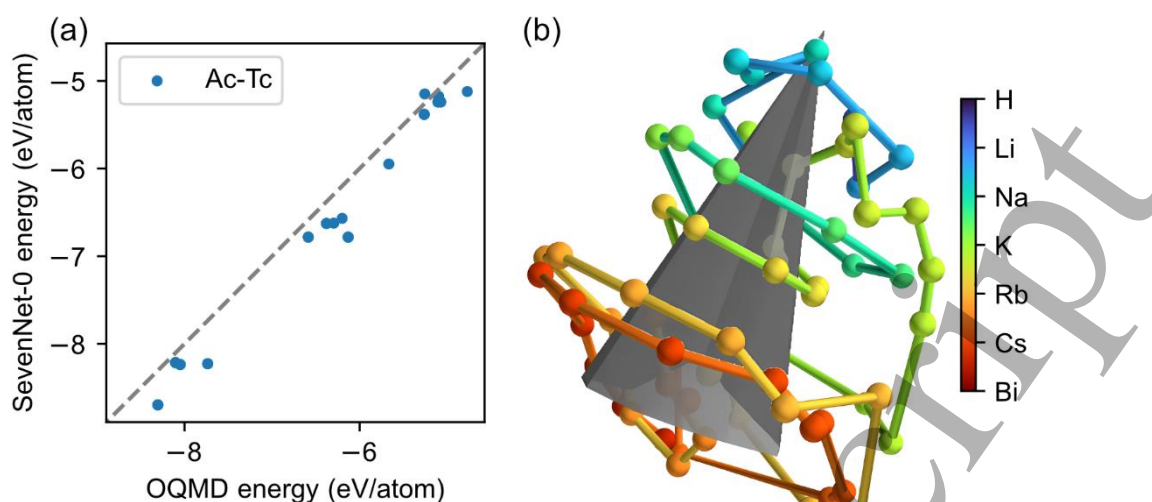 (a)
−5
−6
−7
−8
SevenNet-0 energy (eV/atom)
Ac-Tc
−8
−6
OQMD energy (eV/atom)
(b)
H
Li
Na
K
Rb
Cs
Bi
cript